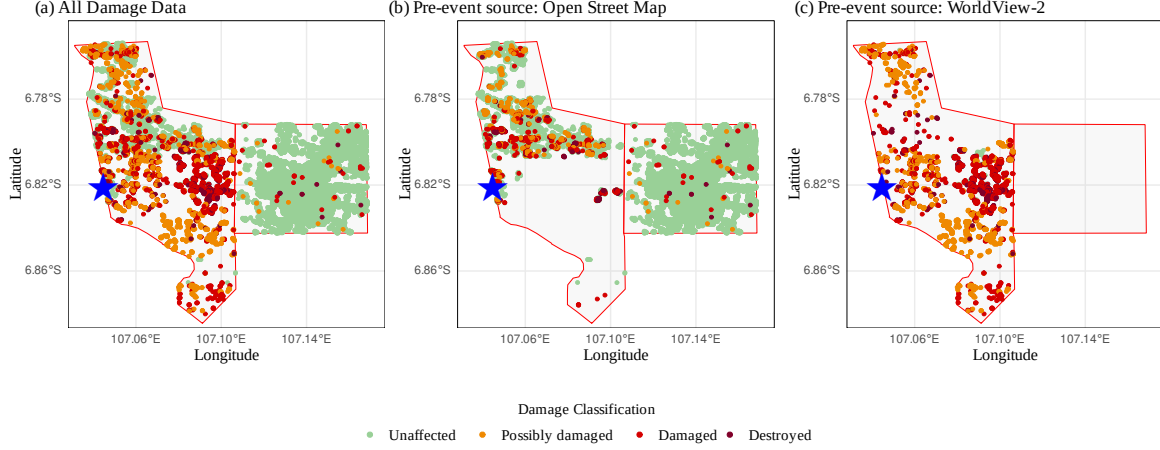 (a) All Damage Data
(b) Pre-event source: Open Street Map
(c) Pre-event source: WorldView-2
Latitude
6.78°S
6.82°S
6.86°S
107.06°E
107.10°E
107.14°E
Longitude
Latitude
6.78°S
6.82°S
6.86°S
107.06°E
107.10°E
107.14°E
Longitude
Latitude
6.78°S
6.82°S
6.86°S
107.06°E
107.10°E
107.14°E
Longitude
Damage Classification
Unaffected
Possibly damaged
Damaged
Destroyed